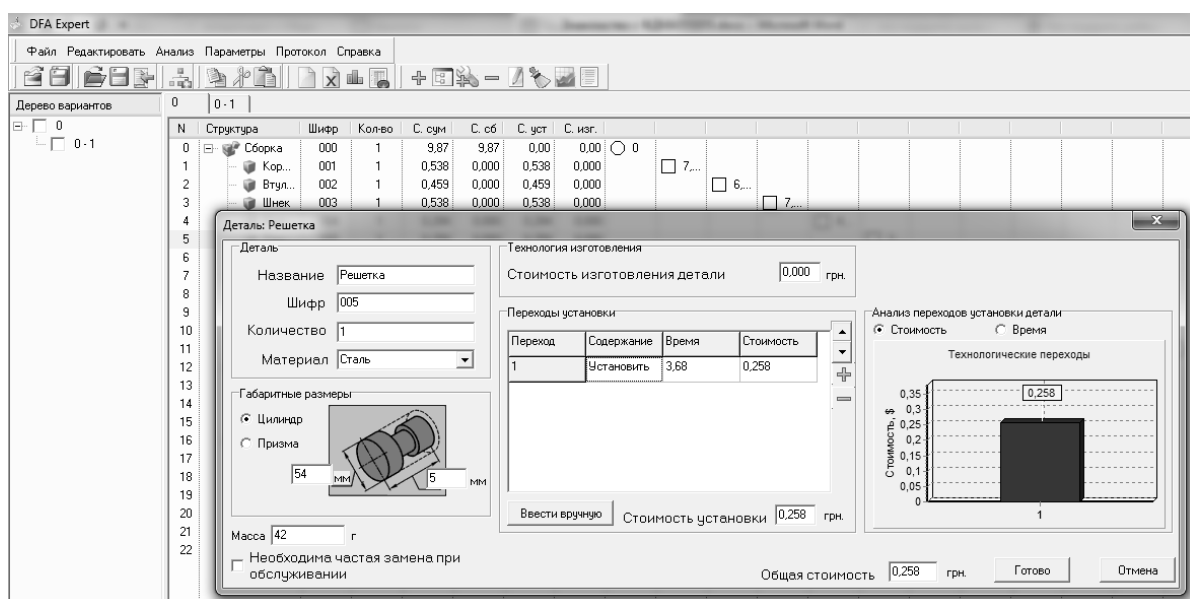 DFA Expert
Файл Редактировать Анализ Параметры Протокол Справка
Дерево вариантов
0
0 - 1
0
0 - 1
N Структура Шифр Кол-во С. сум С. сб С. уст С. изг.
0 Сборка 000 1 9,87 9,87 0,00 0,00 0
1 Кор... 001 1 0,538 0,000 0,538 0,000 7,...
2 Втул... 002 1 0,459 0,000 0,459 0,000 6,...
3 Шнек 003 1 0,538 0,000 0,538 0,000 7,...
4
5
6
7
8
9
10
11
12
13
14
15
16
17
18
19
20
21
22
Деталь: Решетка
Деталь
Название Решетка
Шифр 005
Количество 1
Материал Сталь
Габаритные размеры
Цилиндр
Призма
54 мм 5 мм
Масса 42 г
Необходима частая замена при
обслуживании
Технология изготовления
Стоимость изготовления детали 0,000 грн.
Переходы установки
Переход Содержание Время Стоимость
1 Установить 3,68 0,258
Ввести вручную Стоимость установки 0,258 грн.
Анализ переходов установки детали
Стоимость Время
Технологические переходы
Стоимость, $
0,35
0,3
0,25
0,2
0,15
0,1
0,05
0
0,258
1
Общая стоимость 0,258 грн. Готово Отмена